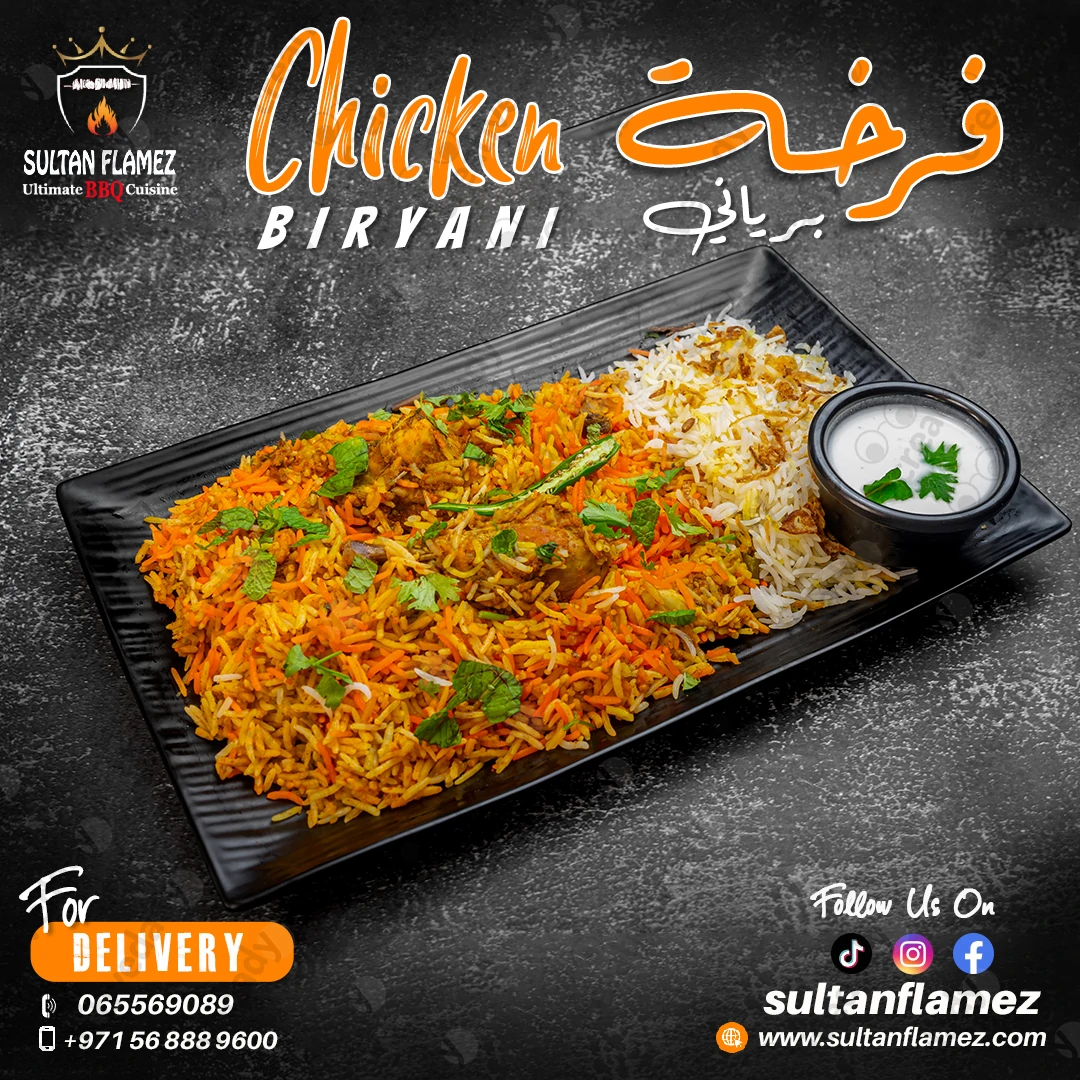 SULTAN FLAMEZ
Ultimate BBQ Cuisine
Chicken
BIRYANI
فرخة
برياني
For
DELIVERY
065569089
+971 56 888 9600
Follow Us On
sultanflamez
www.sultanflamez.com